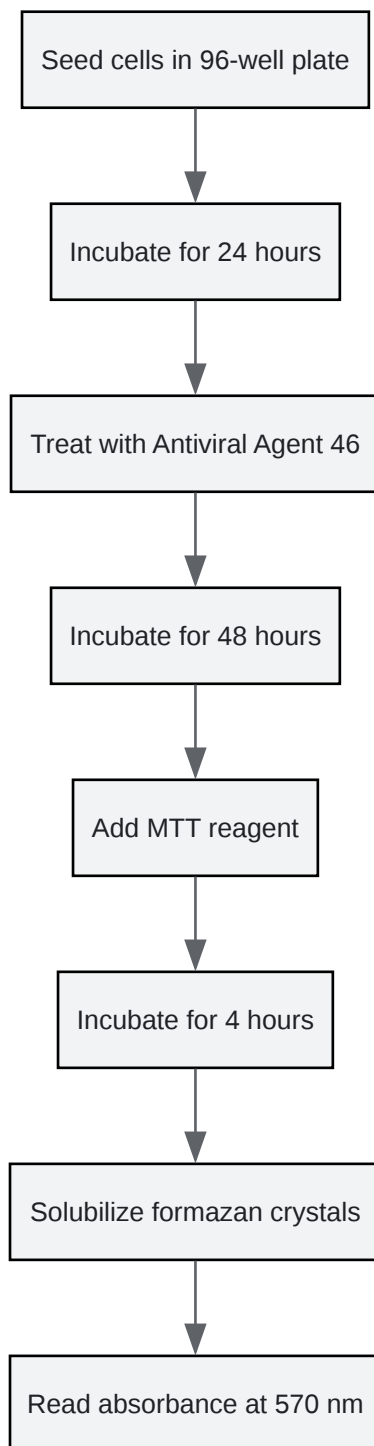 Seed cells in 96-well plate
Incubate for 24 hours
Treat with Antiviral Agent 46
Incubate for 48 hours
Add MTT reagent
Incubate for 4 hours
Solubilize formazan crystals
Read absorbance at 570 nm